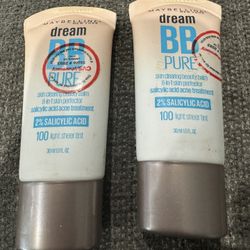 MAYBELLINE
dream
BB
PURE
skin clearing beauty balm
8-in-1 skin perfector
salicylic acid acne treatment
2% SALICYLIC ACID
100 light sheer tint
MAYBELLINE
dream
BB
PURE
skin clearing beauty balm
8-in-1 skin perfector
salicylic acid acne treatment
2% SALICYLIC ACID
100 light sheer tint